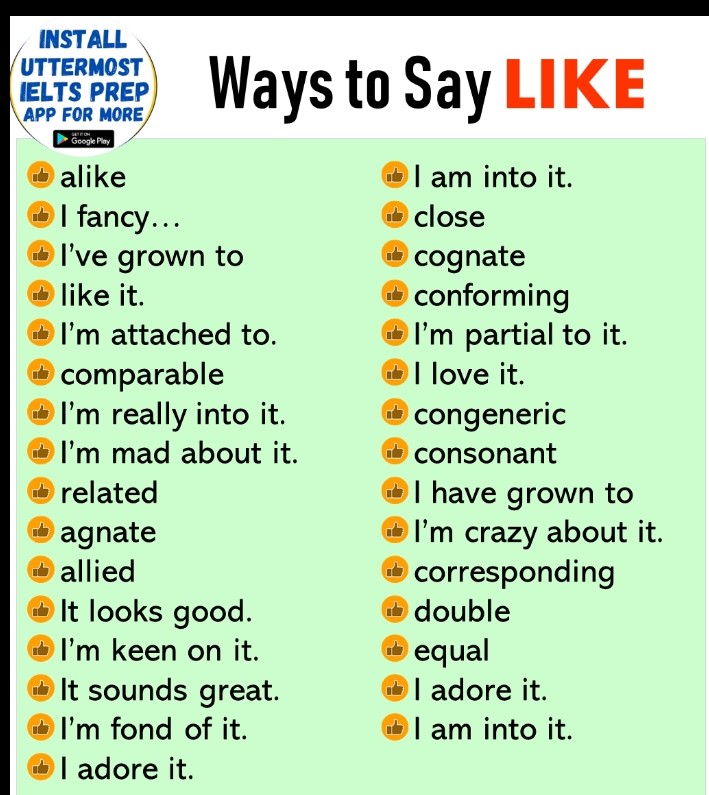 INSTALL
UTTERMOST
IELTS PREP
APP FOR MORE
GET IT ON
Google Play
Ways to Say LIKE
alike
I fancy...
I've grown to
like it.
I'm attached to.
comparable
I'm really into it.
I'm mad about it.
related
agnate
allied
It looks good.
I'm keen on it.
It sounds great.
I'm fond of it.
I adore it.
I am into it.
close
cognate
conforming
I'm partial to it.
I love it.
congeneric
consonant
I have grown to
I'm crazy about it.
corresponding
double
equal
I adore it.
I am into it.